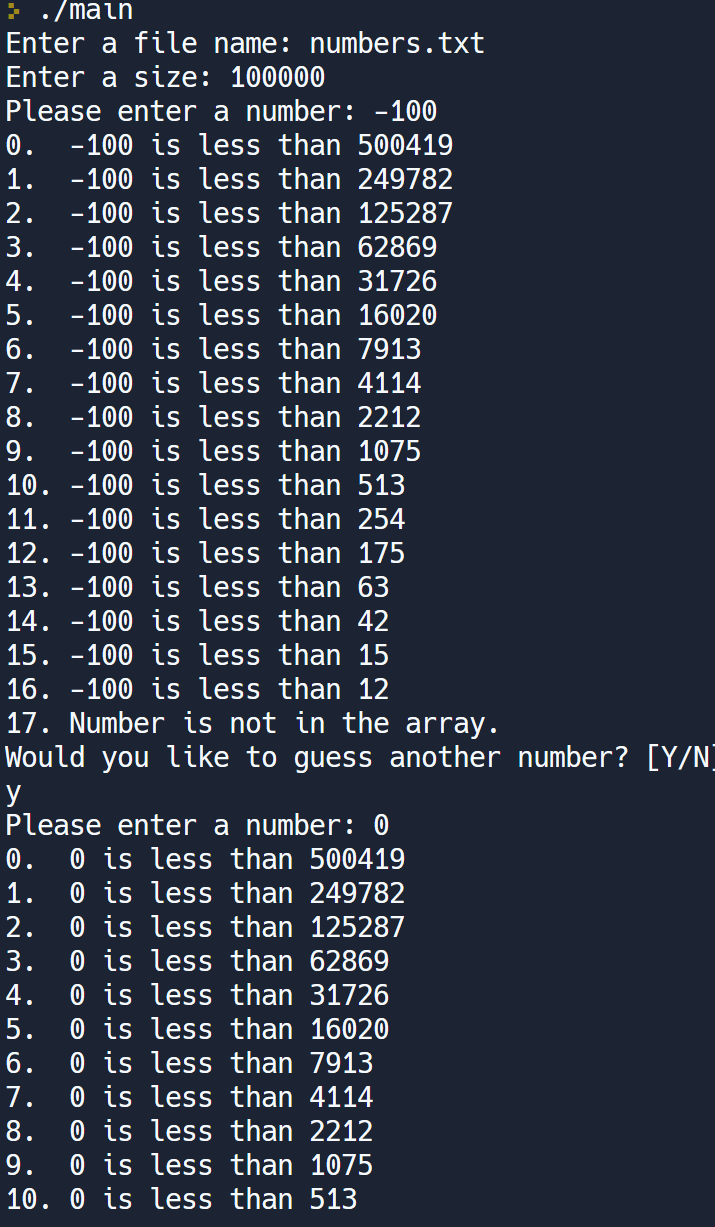 ./main
Enter a file name: numbers.txt
Enter a size: 100000
Please enter a number: -100
0.  -100 is less than 500419
1.  -100 is less than 249782
2.  -100 is less than 125287
3.  -100 is less than 62869
4.  -100 is less than 31726
5.  -100 is less than 16020
6.  -100 is less than 7913
7.  -100 is less than 4114
8.  -100 is less than 2212
9.  -100 is less than 1075
10. -100 is less than 513
11. -100 is less than 254
12. -100 is less than 175
13. -100 is less than 63
14. -100 is less than 42
15. -100 is less than 15
16. -100 is less than 12
17. Number is not in the array.
Would you like to guess another number? [Y/N]
y
Please enter a number: 0
0.  0 is less than 500419
1.  0 is less than 249782
2.  0 is less than 125287
3.  0 is less than 62869
4.  0 is less than 31726
5.  0 is less than 16020
6.  0 is less than 7913
7.  0 is less than 4114
8.  0 is less than 2212
9.  0 is less than 1075
10. 0 is less than 513